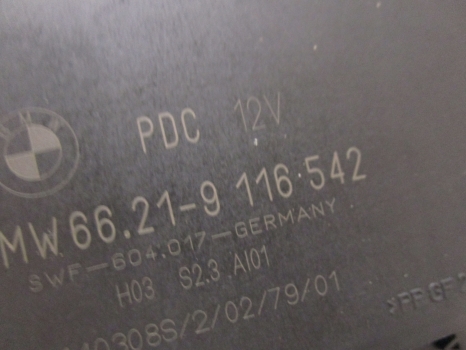 PDC 12V
MW 66.21-9 116.542
SWF-604.017-GERMANY
H03 S2.3 AI01
10308S/2/02/79/01